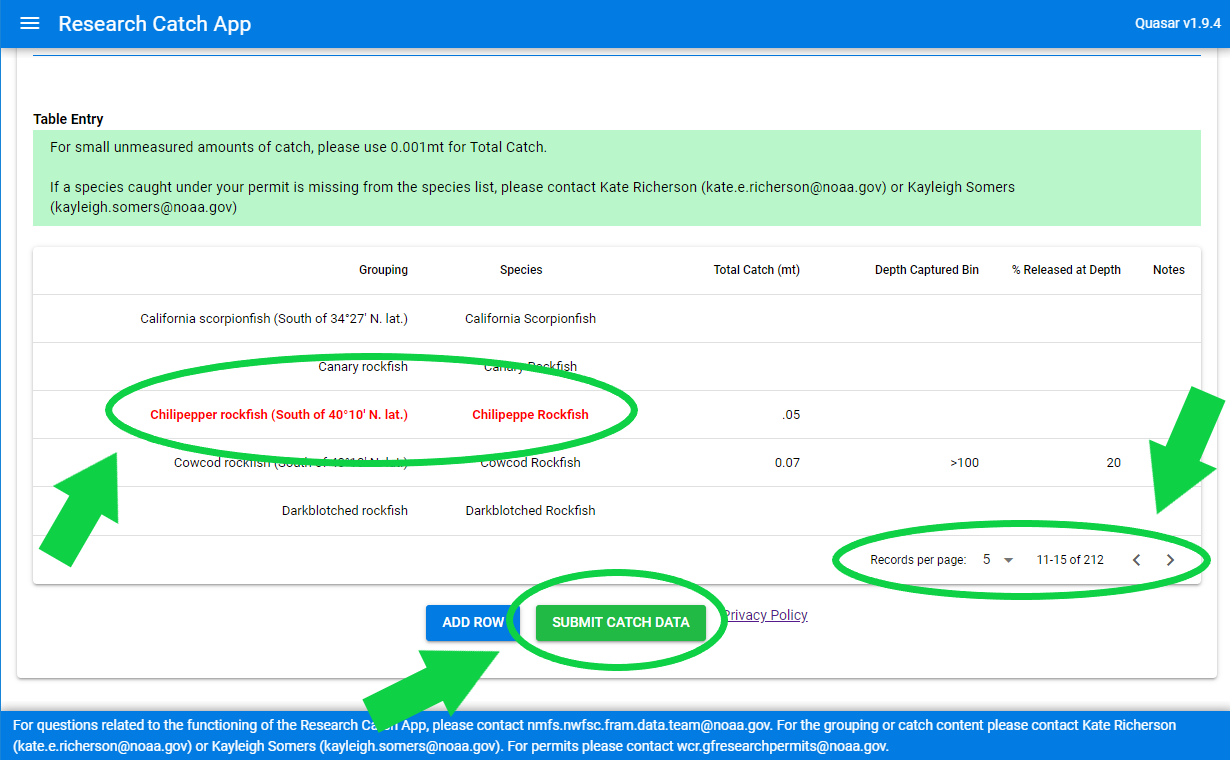 Research Catch App
Quasar v1.9.4
Table Entry
For small unmeasured amounts of catch, please use 0.001mt for Total Catch.
If a species caught under your permit is missing from the species list, please contact Kate Richerson (kate.e.richerson@noaa.gov) or Kayleigh Somers
(kayleigh.somers@noaa.gov)
Grouping Species Total Catch (mt) Depth Captured Bin % Released at Depth Notes
California scorpionfish (South of 34°27' N. lat.) California Scorpionfish
Canary rockfish Canary Rockfish
Chilipepper rockfish (South of 40°10' N. lat.) Chilipeppe Rockfish .05
Cowcod rockfish (South of 40°10' N. lat.) Cowcod Rockfish 0.07 >100 20
Darkblotched rockfish Darkblotched Rockfish
Records per page: 5 11-15 of 212
ADD ROW SUBMIT CATCH DATA Privacy Policy
For questions related to the functioning of the Research Catch App, please contact nmfs.nwfsc.fram.data.team@noaa.gov. For the grouping or catch content please contact Kate Richerson
(kate.e.richerson@noaa.gov) or Kayleigh Somers (kayleigh.somers@noaa.gov). For permits please contact wcr.gfresearchpermits@noaa.gov.